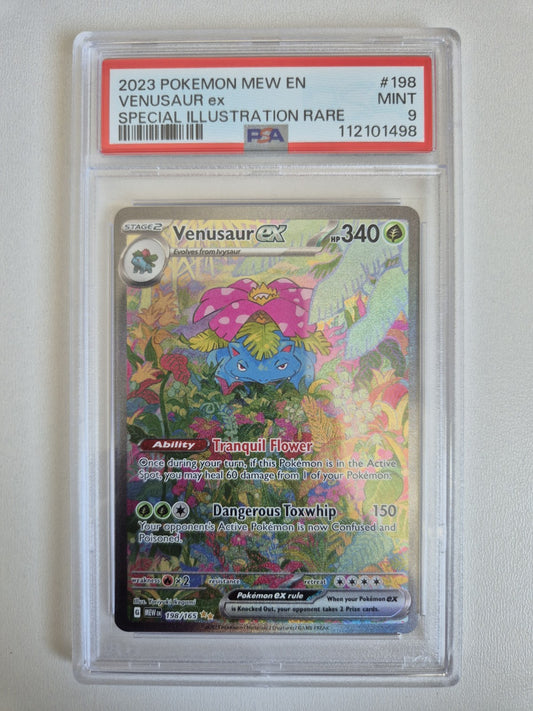 2023 POKEMON MEW EN #198
VENUSAUR ex MINT
SPECIAL ILLUSTRATION RARE 9
PSA 112101498
STAGE 2 Venusaur ex HP 340
Evolves from Ivysaur
Ability Tranquil Flower
Once during your turn, if this Pokémon is in the Active
Spot, you may heal 60 damage from 1 of your Pokémon.
Dangerous Toxwhip 150
Your opponent's Active Pokémon is now Confused and
Poisoned.
weakness ×2 resistance retreat
Illus.
Pokémon ex rule When your Pokémon ex
is Knocked Out, your opponent takes 2 Prize cards.
G MEW EN 198/165